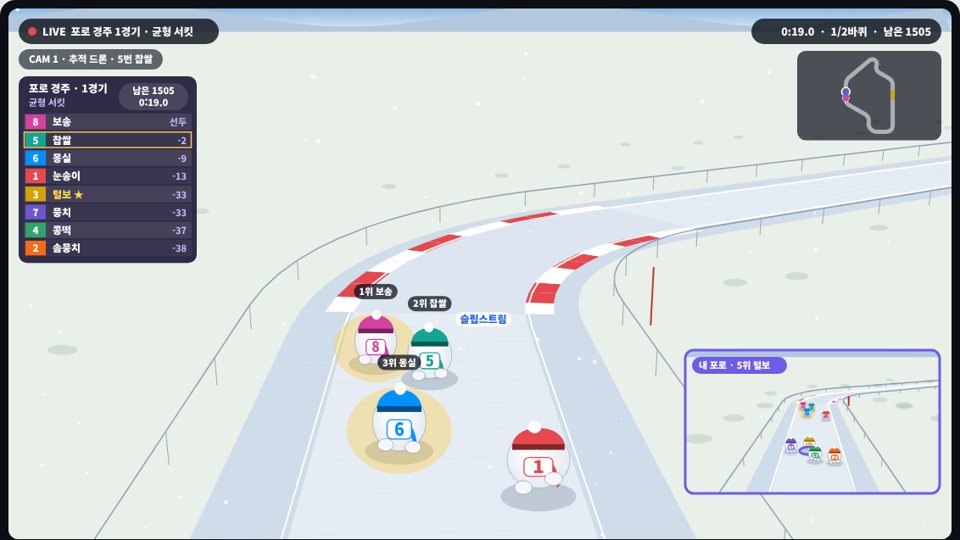 LIVE 포로 경주 1경기 · 균형 서킷
0:19.0 · 1/2바퀴 · 남은 1505
CAM 1 · 추적 드론 · 5번 찹쌀
포로 경주 · 1경기
균형 서킷
남은 1505
0:19.0
8 보송 선두
5 찹쌀 -2
6 몽실 -9
1 눈송이 -13
3 털보 ★ -33
7 뭉치 -33
4 콩떡 -37
2 솜뭉치 -38
1위 보송
2위 찹쌀
슬립스트림
3위 몽실
8
5
6
1
내 포로 · 5위 털보